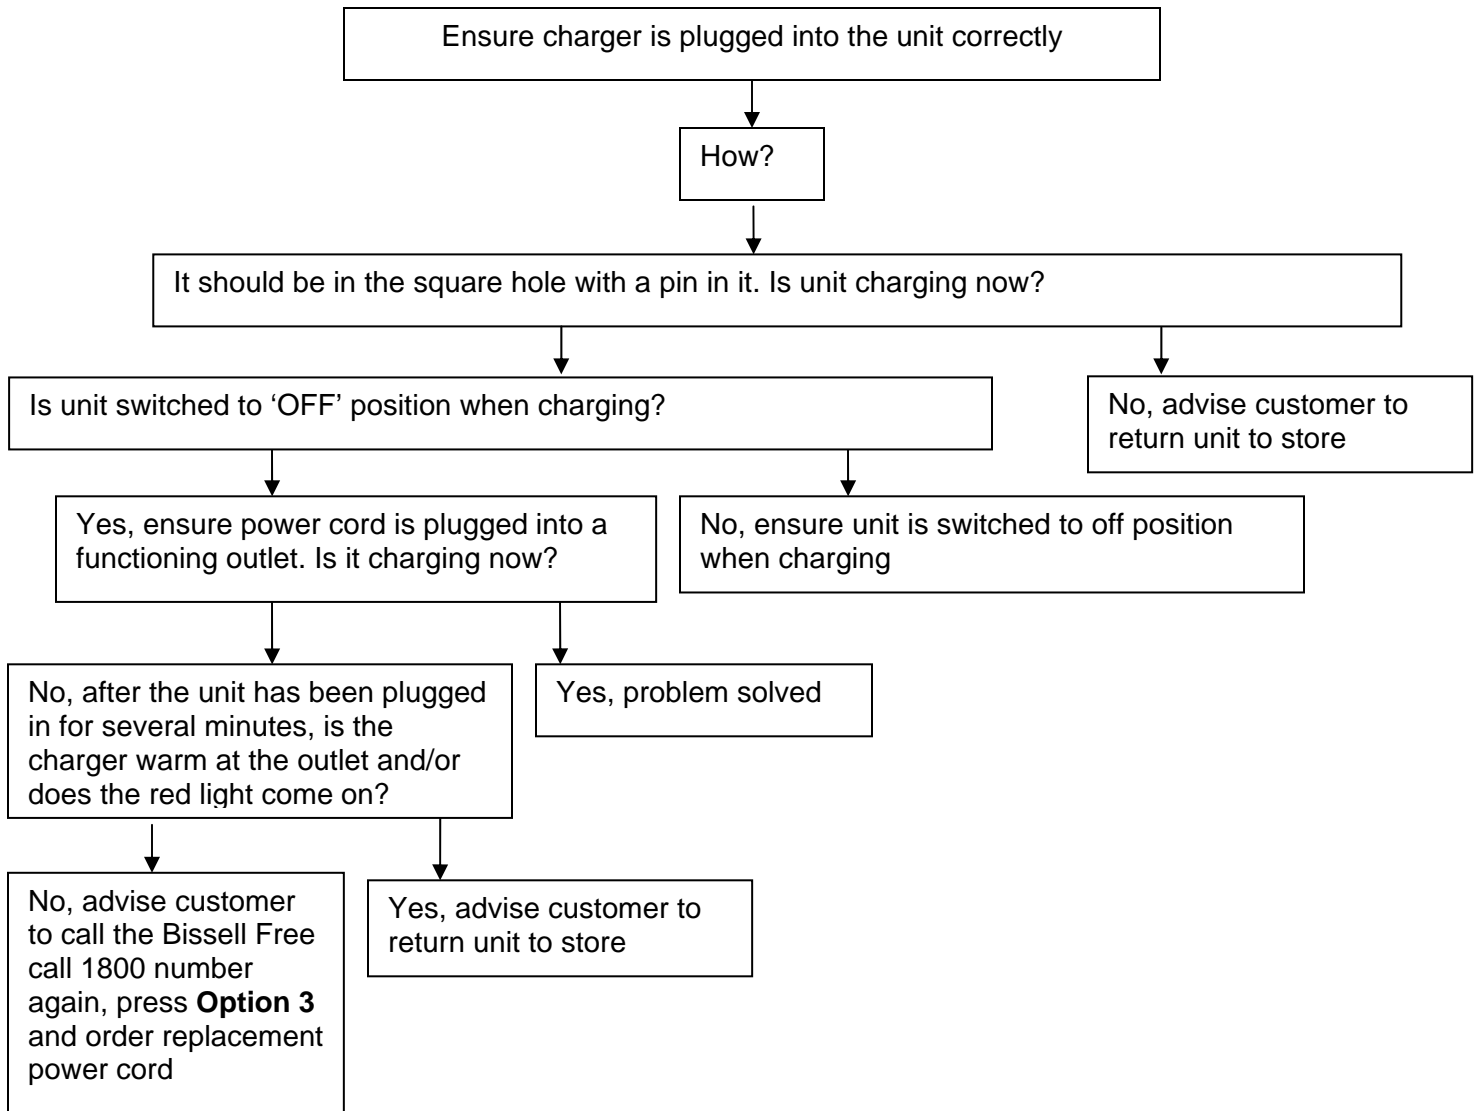 Ensure charger is plugged into the unit correctly
How?
It should be in the square hole with a pin in it. Is unit charging now?
Is unit switched to ‘OFF’ position when charging?
No, advise customer to
return unit to store
Yes, ensure power cord is plugged into a
functioning outlet. Is it charging now?
No, ensure unit is switched to off position
when charging
No, after the unit has been plugged
in for several minutes, is the
charger warm at the outlet and/or
does the red light come on?
Yes, problem solved
No, advise customer
to call the Bissell Free
call 1800 number
again, press Option 3
and order replacement
power cord
Yes, advise customer to
return unit to store